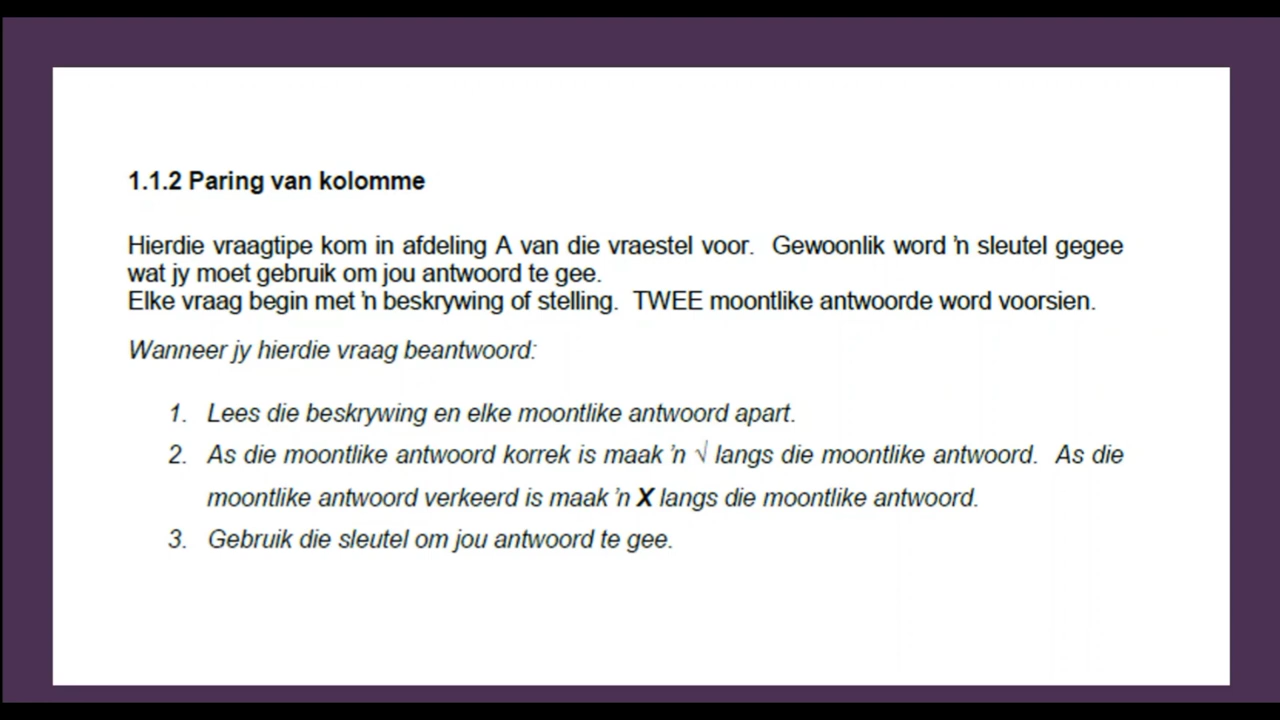 1.1.2 Paring van kolomme
Hierdie vraagtipe kom in afdeling A van die vraestel voor. Gewoonlik word ’n sleutel gegee
wat jy moet gebruik om jou antwoord te gee.
Elke vraag begin met ’n beskrywing of stelling. TWEE moontlike antwoorde word voorsien.
Wanneer jy hierdie vraag beantwoord:
1. Lees die beskrywing en elke moontlike antwoord apart.
2. As die moontlike antwoord korrek is maak ’n √ langs die moontlike antwoord. As die
moontlike antwoord verkeerd is maak ’n X langs die moontlike antwoord.
3. Gebruik die sleutel om jou antwoord te gee.